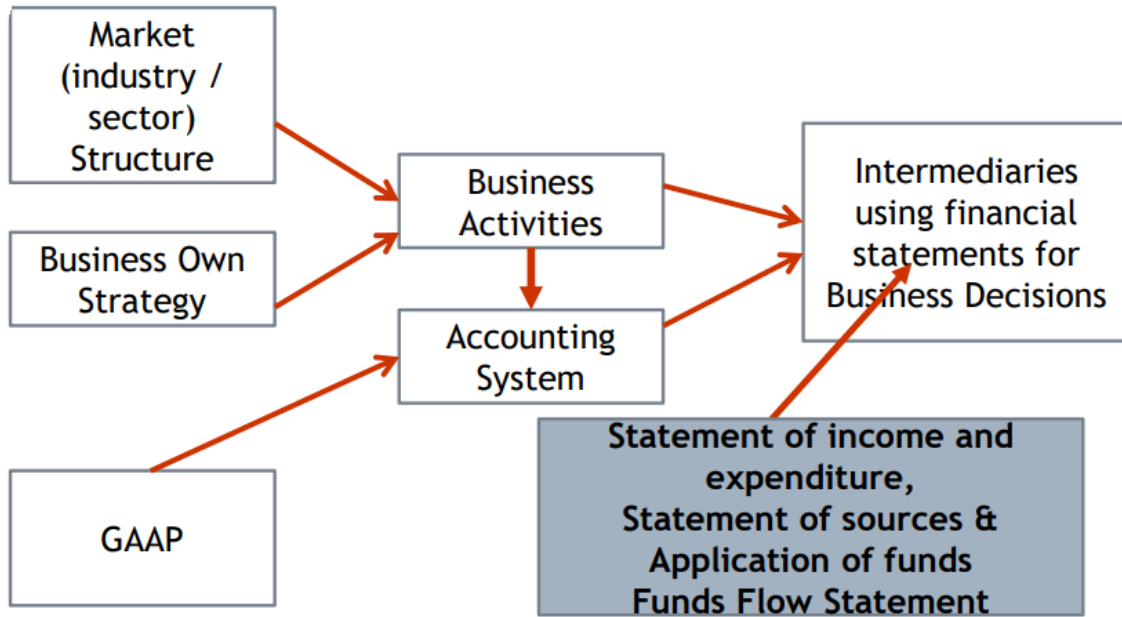 Market
(industry /
sector)
Structure
Business Own
Strategy
GAAP
Business
Activities
Accounting
System
Intermediaries
using financial
statements for
Business Decisions
Statement of income and
expenditure,
Statement of sources &
Application of funds
Funds Flow Statement